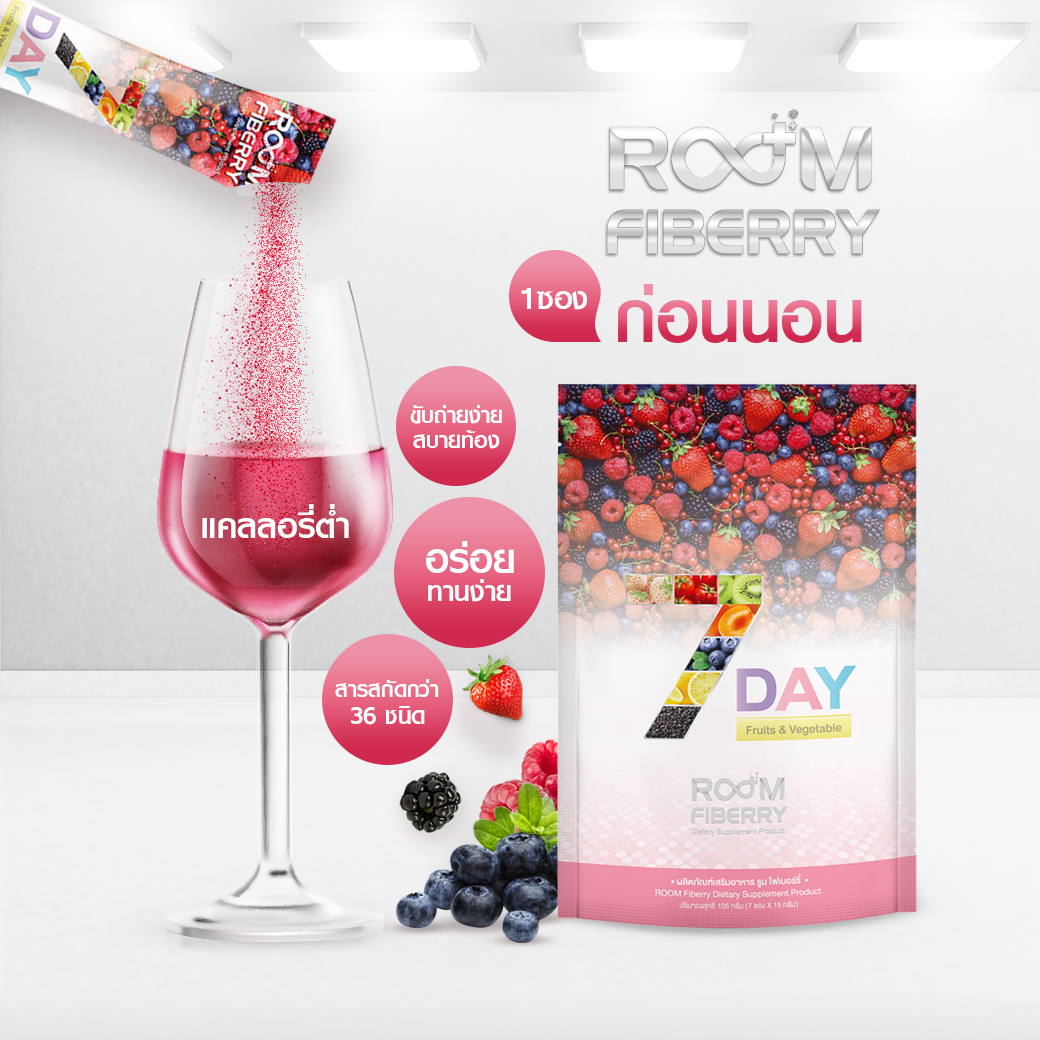 7 DAY
Fruits & Veg
ROOM
FIBERRY
ROOM
FIBERRY
1 ซอง
ก่อนนอน
ขับถ่ายง่าย
สบายท้อง
แคลลอรี่ต่ำ
อร่อย
ทานง่าย
สารสกัดกว่า
36 ชนิด
7 DAY
Fruits & Vegetable
ROOM
FIBERRY
Dietary Supplement Product
• ผลิตภัณฑ์เสริมอาหาร รูม ไฟเบอร์รี่ •
ROOM Fiberry Dietary Supplement Product
ปริมาณสุทธิ 105 กรัม (7 ซอง X 15 กรัม)